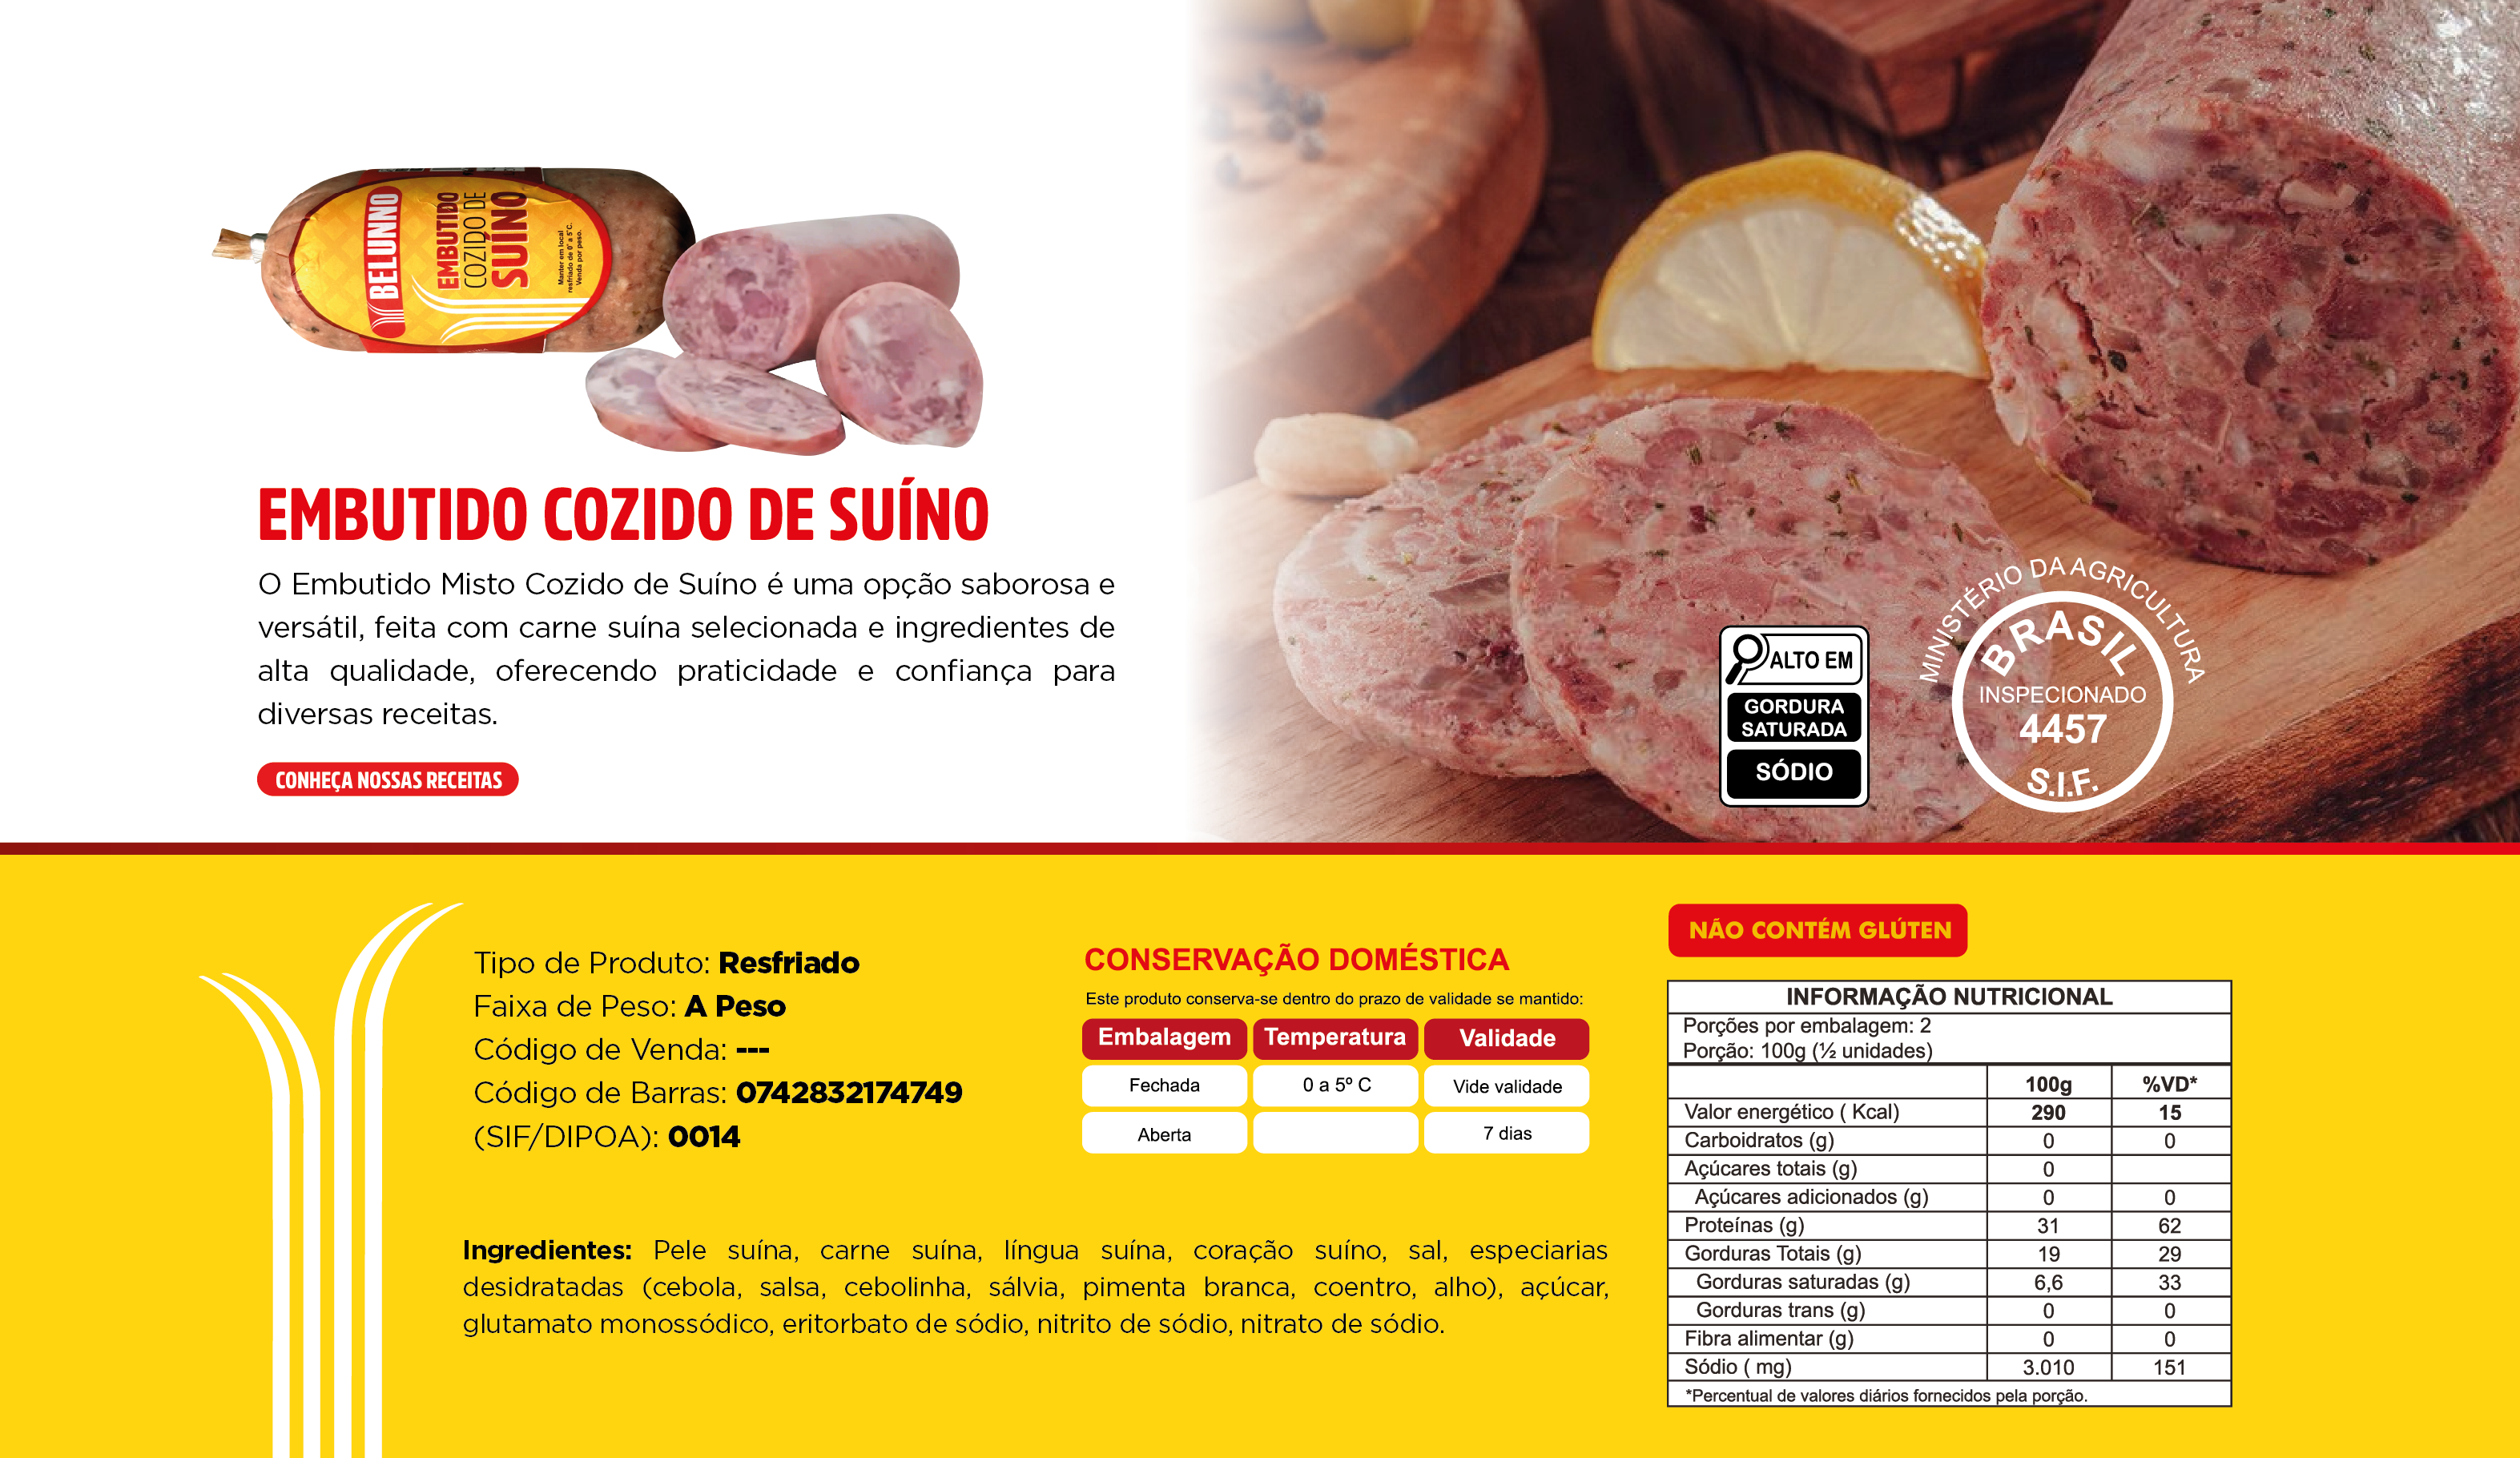 BELUNNO
EMBUTIDO
COZIDO DE
SUÍNO
Manter em local
resfriado de 0° a 5°C.
Venda por peso.
EMBUTIDO COZIDO DE SUÍNO
O Embutido Misto Cozido de Suíno é uma opção saborosa e
versátil, feita com carne suína selecionada e ingredientes de
alta qualidade, oferecendo praticidade e confiança para
diversas receitas.
CONHEÇA NOSSAS RECEITAS
ALTO EM
GORDURA
SATURADA
SÓDIO
MINISTÉRIO DA AGRICULTURA
BRASIL
INSPECIONADO
4457
S.I.F.
Tipo de Produto: Resfriado
Faixa de Peso: A Peso
Código de Venda: ---
Código de Barras: 0742832174749
(SIF/DIPOA): 0014
CONSERVAÇÃO DOMÉSTICA
Este produto conserva-se dentro do prazo de validade se mantido:
Embalagem Temperatura Validade
Fechada 0 a 5º C Vide validade
Aberta 7 dias
Ingredientes: Pele suína, carne suína, língua suína, coração suíno, sal, especiarias
desidratadas (cebola, salsa, cebolinha, sálvia, pimenta branca, coentro, alho), açúcar,
glutamato monossódico, eritorbato de sódio, nitrito de sódio, nitrato de sódio.
NÃO CONTÉM GLÚTEN
INFORMAÇÃO NUTRICIONAL
Porções por embalagem: 2
Porção: 100g (½ unidades)
100g %VD*
Valor energético ( Kcal) 290 15
Carboidratos (g) 0 0
Açúcares totais (g) 0
Açúcares adicionados (g) 0 0
Proteínas (g) 31 62
Gorduras Totais (g) 19 29
Gorduras saturadas (g) 6,6 33
Gorduras trans (g) 0 0
Fibra alimentar (g) 0 0
Sódio ( mg) 3.010 151
*Percentual de valores diários fornecidos pela porção.